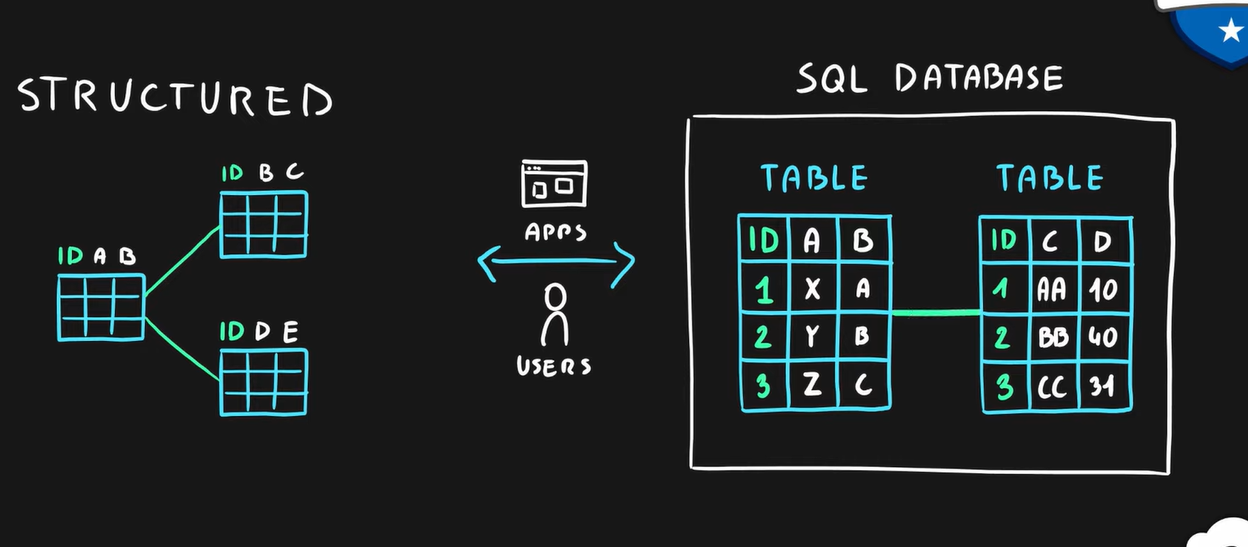 STRUCTURED
ID B C
ID A B
ID D E
APPS
USERS
SQL DATABASE
TABLE
ID A B
1 X A
2 Y B
3 Z C
TABLE
ID C D
1 AA 10
2 BB 40
3 CC 31